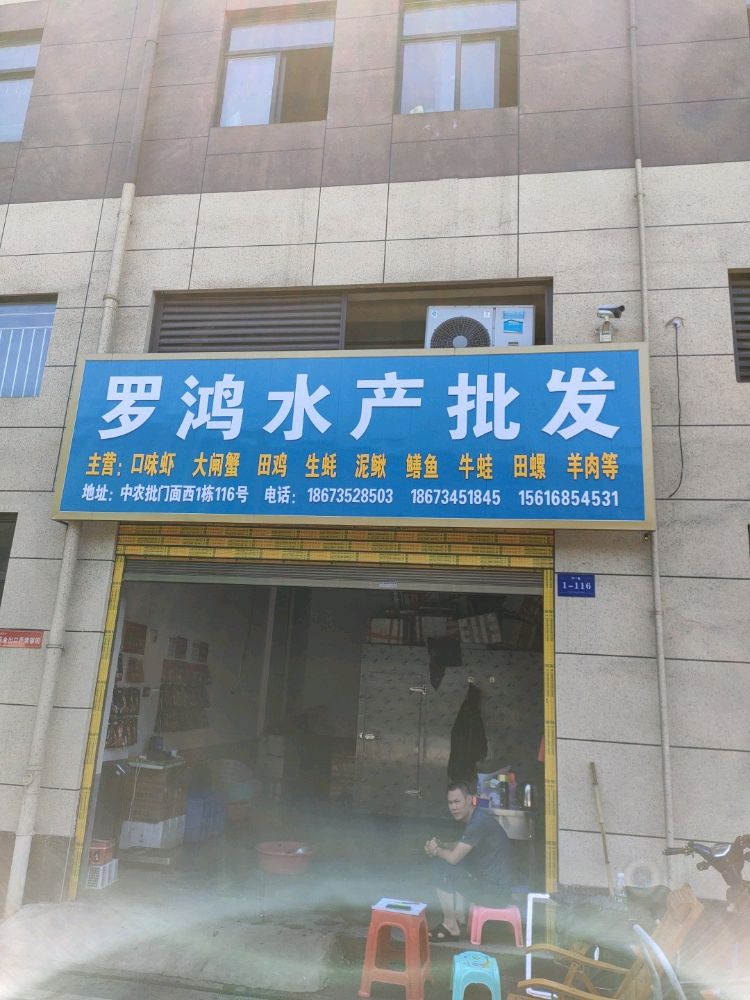 罗鸿水产批发
主营：口味虾 大闸蟹 田鸡 生蚝 泥鳅 鳝鱼 牛蛙 田螺 羊肉等
地址：中农批门面西1栋116号 电话：18673528503 18673451845 15616854531
1-116